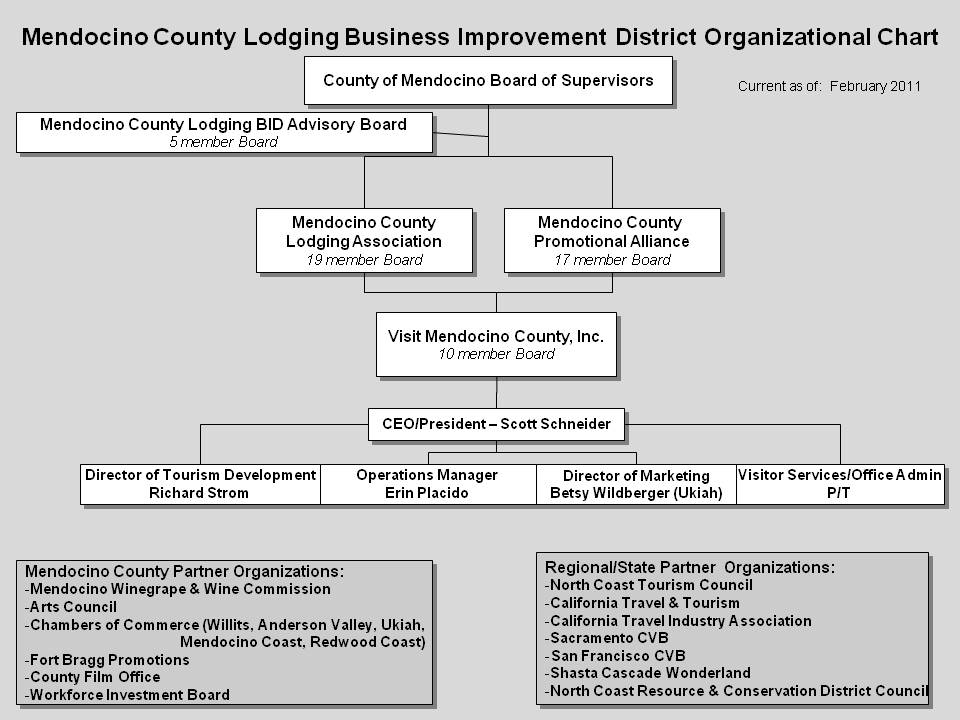 Mendocino County Lodging Business Improvement District Organizational Chart
County of Mendocino Board of Supervisors
Current as of: February 2011
Mendocino County Lodging BID Advisory Board
5 member Board
Mendocino County
Lodging Association
19 member Board
Mendocino County
Promotional Alliance
17 member Board
Visit Mendocino County, Inc.
10 member Board
CEO/President – Scott Schneider
Director of Tourism Development
Richard Strom
Operations Manager
Erin Placido
Director of Marketing
Betsy Wildberger (Ukiah)
Visitor Services/Office Admin
P/T
Mendocino County Partner Organizations:
-Mendocino Winegrape & Wine Commission
-Arts Council
-Chambers of Commerce (Willits, Anderson Valley, Ukiah,
Mendocino Coast, Redwood Coast)
-Fort Bragg Promotions
-County Film Office
-Workforce Investment Board
Regional/State Partner Organizations:
-North Coast Tourism Council
-California Travel & Tourism
-California Travel Industry Association
-Sacramento CVB
-San Francisco CVB
-Shasta Cascade Wonderland
-North Coast Resource & Conservation District Council